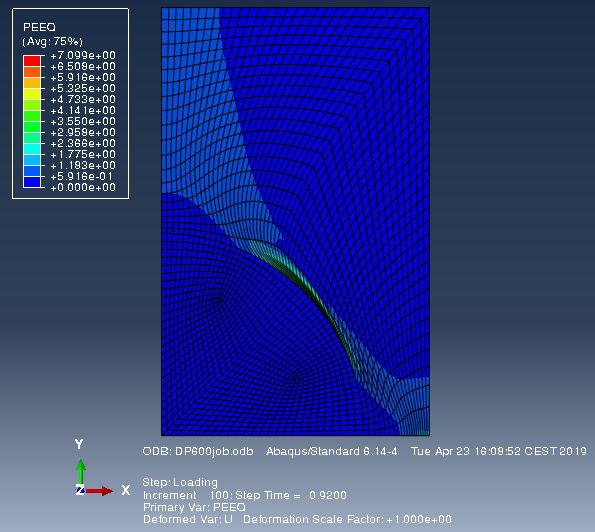 PEEQ
(Avg: 75%)
+7.099e+00
+6.508e+00
+5.916e+00
+5.325e+00
+4.733e+00
+4.141e+00
+3.550e+00
+2.958e+00
+2.366e+00
+1.775e+00
+1.183e+00
+5.916e-01
+0.000e+00
Y
Z
X
ODB: DP600job.odb Abaqus/Standard 6.14-4 Tue Apr 23 16:09:52 CEST 2019
Step: Loading
Increment 100: Step Time = 0.9200
Primary Var: PEEQ
Deformed Var: U Deformation Scale Factor: +1.000e+00